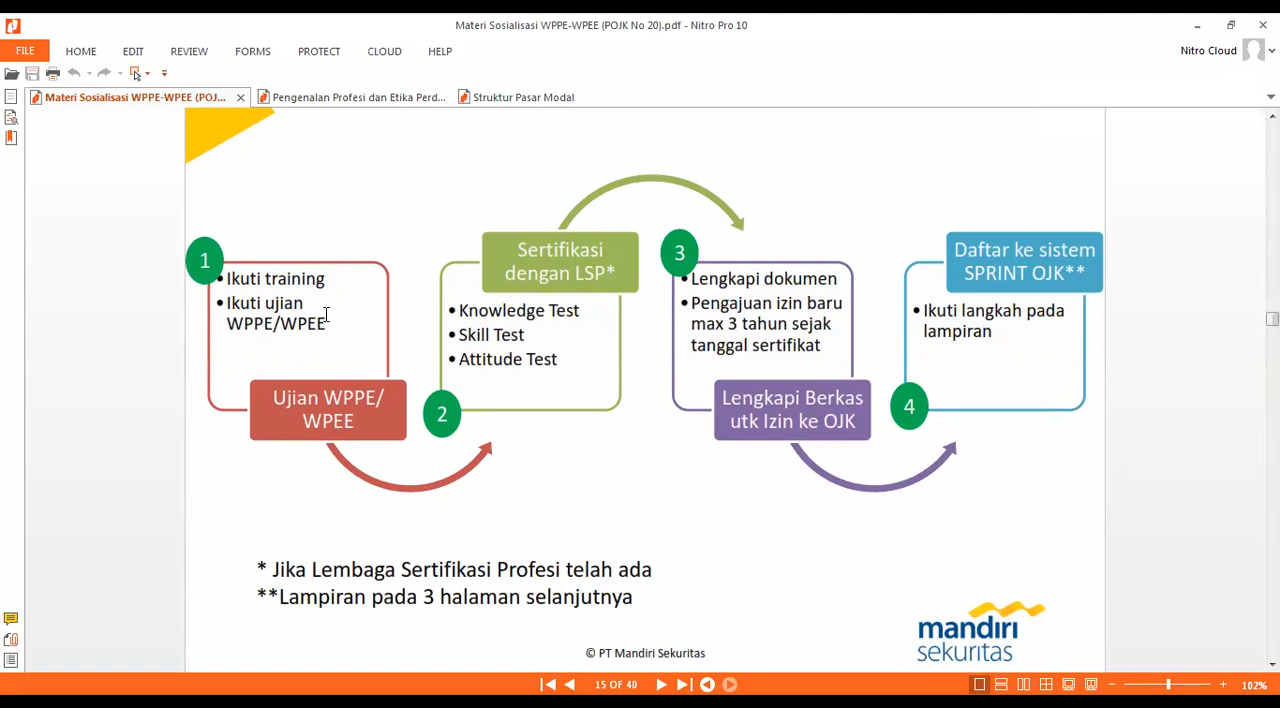 Materi Sosialisasi WPPE-WPEE (POJK No 20).pdf - Nitro Pro 10
FILE
HOME
EDIT
REVIEW
FORMS
PROTECT
CLOUD
HELP
Nitro Cloud
Materi Sosialisasi WPPE-WPEE (POJ...
Pengenalan Profesi dan Etika Perd...
Struktur Pasar Modal
1
• Ikuti training
• Ikuti ujian
WPPE/WPEE
Ujian WPPE/
WPEE
Sertifikasi
dengan LSP*
• Knowledge Test
• Skill Test
• Attitude Test
2
3
• Lengkapi dokumen
• Pengajuan izin baru
max 3 tahun sejak
tanggal sertifikat
Lengkapi Berkas
utk Izin ke OJK
Daftar ke sistem
SPRINT OJK**
• Ikuti langkah pada
lampiran
4
* Jika Lembaga Sertifikasi Profesi telah ada
**Lampiran pada 3 halaman selanjutnya
© PT Mandiri Sekuritas
mandiri
sekuritas
15 OF 40
102%